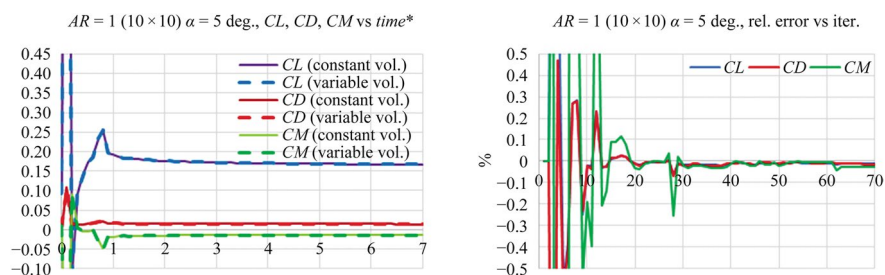 AR = 1 (10 × 10) α = 5 deg., CL, CD, CM vs time*
0.45
0.40
0.35
0.30
0.25
0.20
0.15
0.10
0.05
0
−0.05
−0.10
0 1 2 3 4 5 6 7
CL (constant vol.)
CL (variable vol.)
CD (constant vol.)
CD (variable vol.)
CM (constant vol.)
CM (variable vol.)
AR = 1 (10 × 10) α = 5 deg., rel. error vs iter.
%
0.5
0.4
0.3
0.2
0.1
0
−0.1
−0.2
−0.3
−0.4
−0.5
0 10 20 30 40 50 60 70
CL CD CM